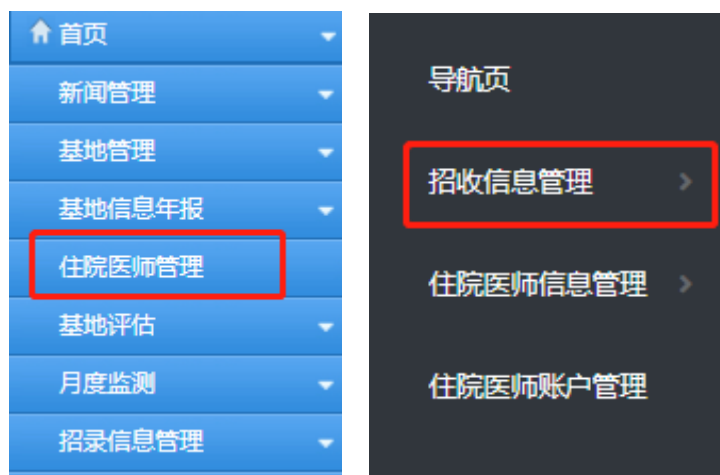 首页
新闻管理
基地管理
基地信息年报
住院医师管理
基地评估
月度监测
招录信息管理
导航页
招收信息管理
住院医师信息管理
住院医师账户管理